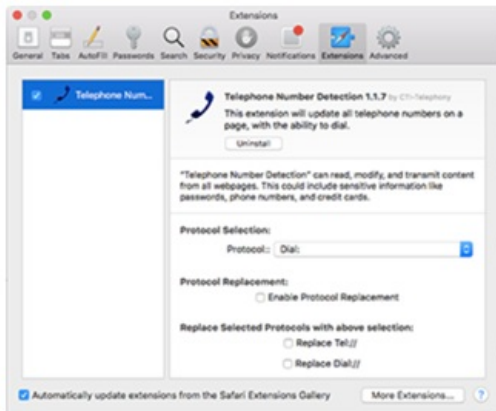 Extensions
General Tabs AutoFill Passwords Search Security Privacy Notifications Extensions Advanced
Telephone Num...
Telephone Number Detection 1.1.7 by CTI-Telephony
This extension will update all telephone numbers on a
page, with the ability to dial.
Uninstall
"Telephone Number Detection" can read, modify, and transmit content
from all webpages. This could include sensitive information like
passwords, phone numbers, and credit cards.
Protocol Selection:
Protocol:: Dial:
Protocol Replacement:
Enable Protocol Replacement
Replace Selected Protocols with above selection:
Replace Tel://
Replace Dial://
Automatically update extensions from the Safari Extensions Gallery
More Extensions... ?